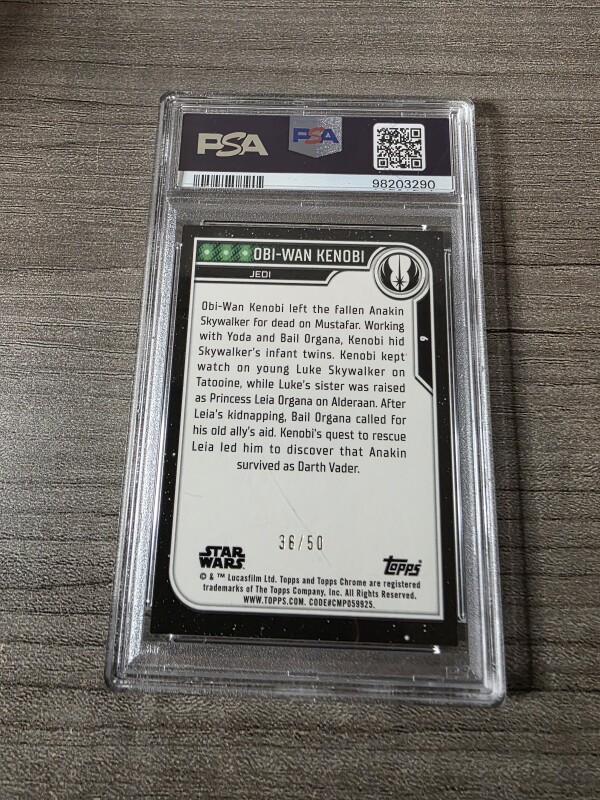 PSA
PSA
98203290
OBI-WAN KENOBI
JEDI
9
Obi-Wan Kenobi left the fallen Anakin
Skywalker for dead on Mustafar. Working
with Yoda and Bail Organa, Kenobi hid
Skywalker's infant twins. Kenobi kept
watch on young Luke Skywalker on
Tatooine, while Luke's sister was raised
as Princess Leia Organa on Alderaan. After
Leia's kidnapping, Bail Organa called for
his old ally's aid. Kenobi's quest to rescue
Leia led him to discover that Anakin
survived as Darth Vader.
36/50
STAR
WARS
Topps
© & ™ Lucasfilm Ltd. Topps and Topps Chrome are registered
trademarks of The Topps Company, Inc. All Rights Reserved.
WWW.TOPPS.COM. CODE#CMP059925.